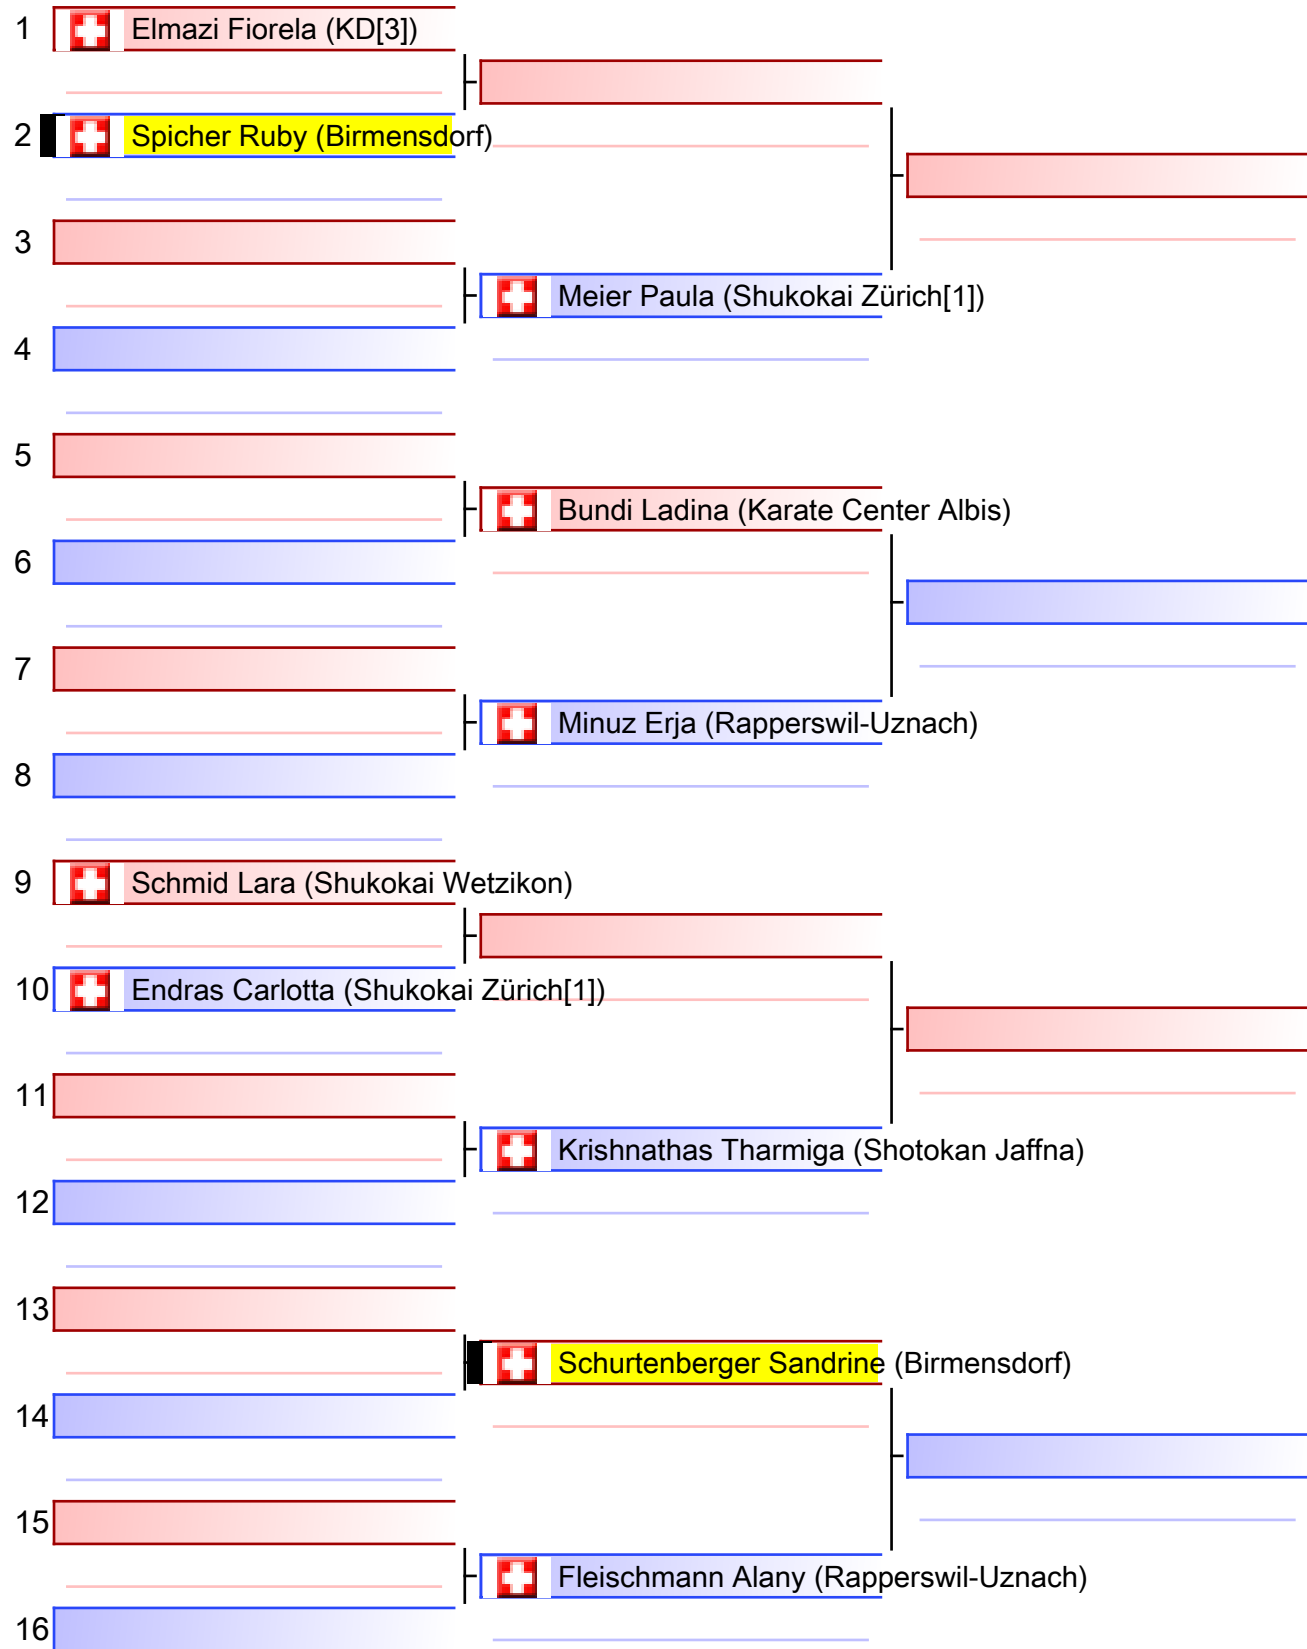 1 Elmazi Fiorela (KD[3])
2 Spicher Ruby (Birmensdorf)
3
Meier Paula (Shukokai Zürich[1])
4
5
Bundi Ladina (Karate Center Albis)
6
7
Minuz Erja (Rapperswil-Uznach)
8
9 Schmid Lara (Shukokai Wetzikon)
10 Endras Carlotta (Shukokai Zürich[1])
11
Krishnathas Tharmiga (Shotokan Jaffna)
12
13
Schurtenberger Sandrine (Birmensdorf)
14
15
Fleischmann Alany (Rapperswil-Uznach)
16